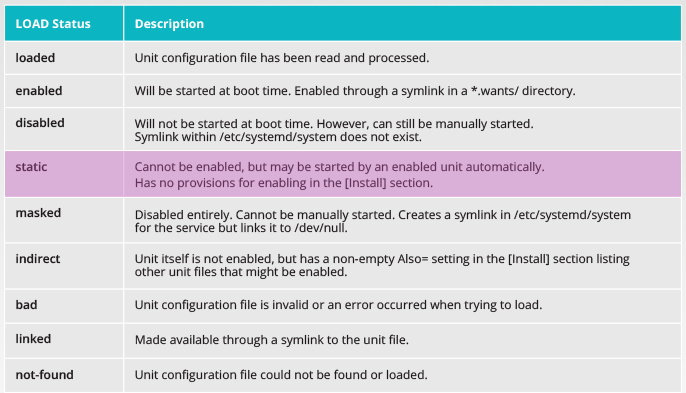 LOAD Status Description
loaded Unit configuration file has been read and processed.
enabled Will be started at boot time. Enabled through a symlink in a *.wants/ directory.
disabled Will not be started at boot time. However, can still be manually started.
Symlink within /etc/systemd/system does not exist.
static Cannot be enabled, but may be started by an enabled unit automatically.
Has no provisions for enabling in the [Install] section.
masked Disabled entirely. Cannot be manually started. Creates a symlink in /etc/systemd/system
for the service but links it to /dev/null.
indirect Unit itself is not enabled, but has a non-empty Also= setting in the [Install] section listing
other unit files that might be enabled.
bad Unit configuration file is invalid or an error occurred when trying to load.
linked Made available through a symlink to the unit file.
not-found Unit configuration file could not be found or loaded.